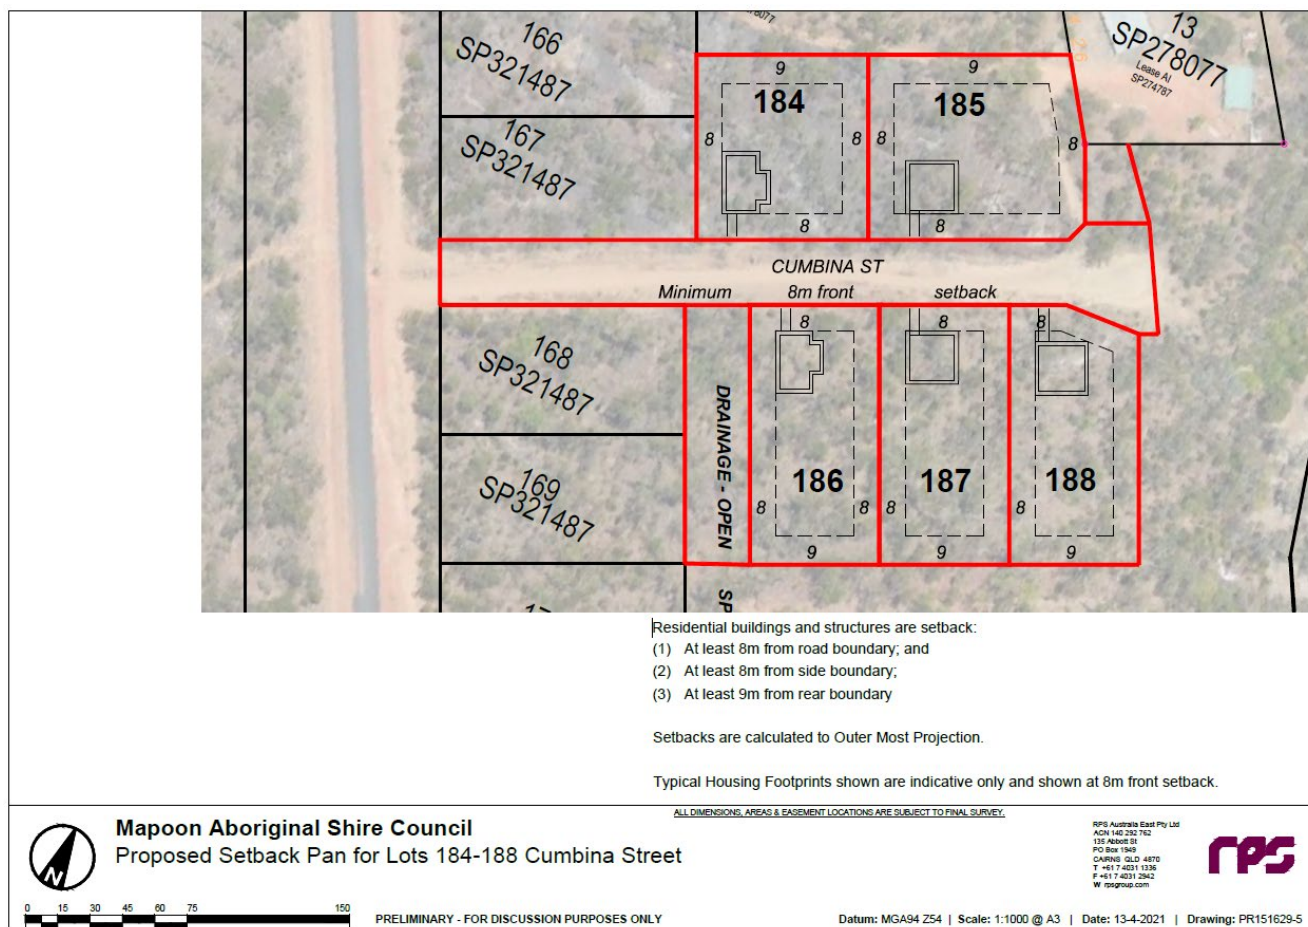 166
SP321487
78077
13
SP278077
Lease Al
SP274787
9
184
9
185
167
SP321487
8
8
8
8
8
8
CUMBINA ST
Minimum 8m front setback
8
8
8
168
SP321487
DRAINAGE - OPEN
169
SP321487
186
187
188
8
8
8
8
9
9
9
SP
Residential buildings and structures are setback:
(1) At least 8m from road boundary; and
(2) At least 8m from side boundary;
(3) At least 9m from rear boundary
Setbacks are calculated to Outer Most Projection.
Typical Housing Footprints shown are indicative only and shown at 8m front setback.
ALL DIMENSIONS, AREAS & EASEMENT LOCATIONS ARE SUBJECT TO FINAL SURVEY.
N
Mapoon Aboriginal Shire Council
Proposed Setback Pan for Lots 184-188 Cumbina Street
RPS Australia East Pty Ltd
ACN 140 292 762
135 Abbott St
PO Box 1949
CAIRNS QLD 4870
T +61 7 4031 1336
F +61 7 4031 2942
W rpsgroup.com
rps
0 15 30 45 60 75 150
PRELIMINARY - FOR DISCUSSION PURPOSES ONLY
Datum: MGA94 Z54 | Scale: 1:1000 @ A3 | Date: 13-4-2021 | Drawing: PR151629-5